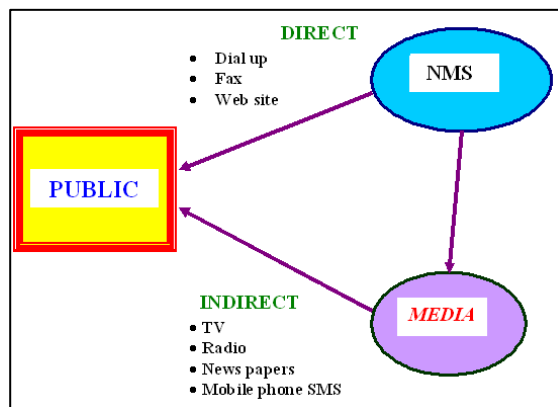 DIRECT
• Dial up
• Fax
• Web site
NMS
PUBLIC
INDIRECT
• TV
• Radio
• News papers
• Mobile phone SMS
MEDIA